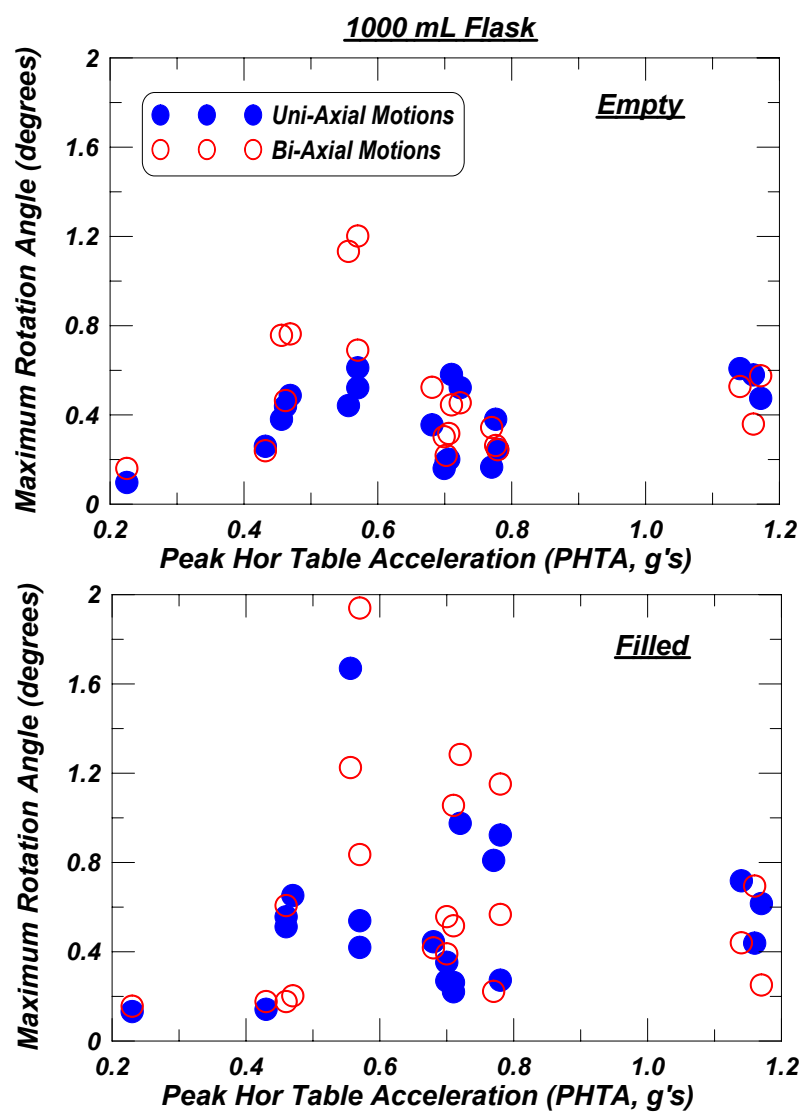 1000 mL Flask
2
1.6
1.2
0.8
0.4
0
Maximum Rotation Angle (degrees)
Empty
Uni-Axial Motions
Bi-Axial Motions
0.2 0.4 0.6 0.8 1.0 1.2
Peak Hor Table Acceleration (PHTA, g's)
2
1.6
1.2
0.8
0.4
0
Maximum Rotation Angle (degrees)
Filled
0.2 0.4 0.6 0.8 1.0 1.2
Peak Hor Table Acceleration (PHTA, g's)